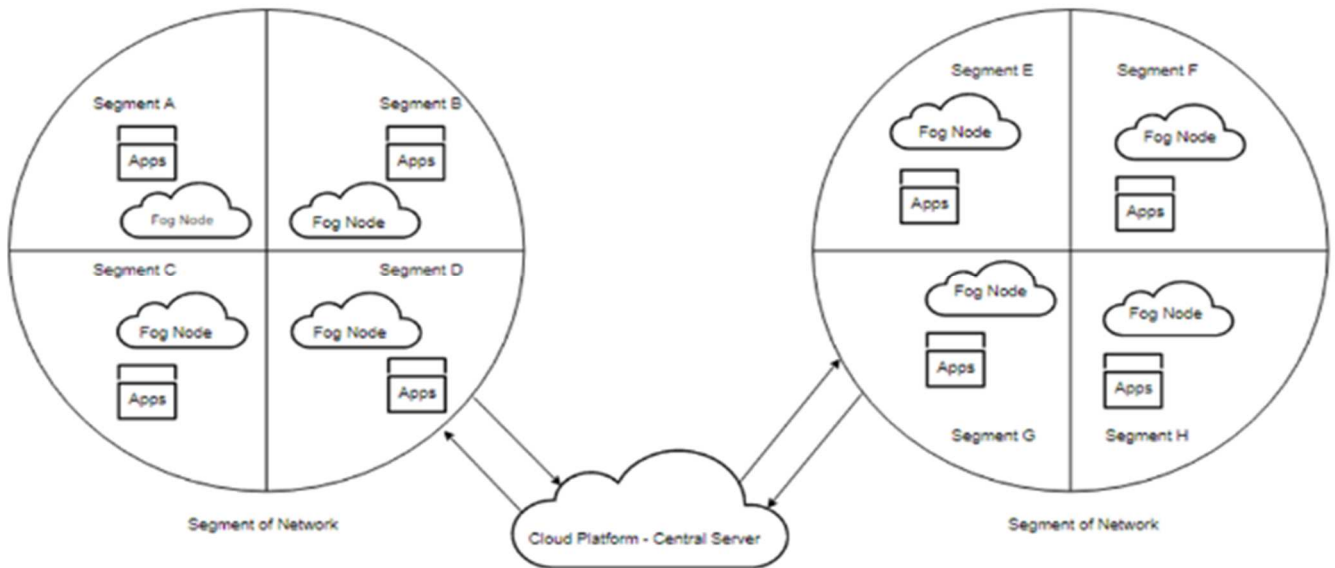 Segment A
Apps
Fog Node
Segment B
Apps
Fog Node
Segment C
Fog Node
Apps
Segment D
Fog Node
Apps
Segment of Network
Segment E
Fog Node
Apps
Segment F
Fog Node
Apps
Fog Node
Apps
Segment G
Fog Node
Apps
Segment H
Segment of Network
Cloud Platform - Central Server